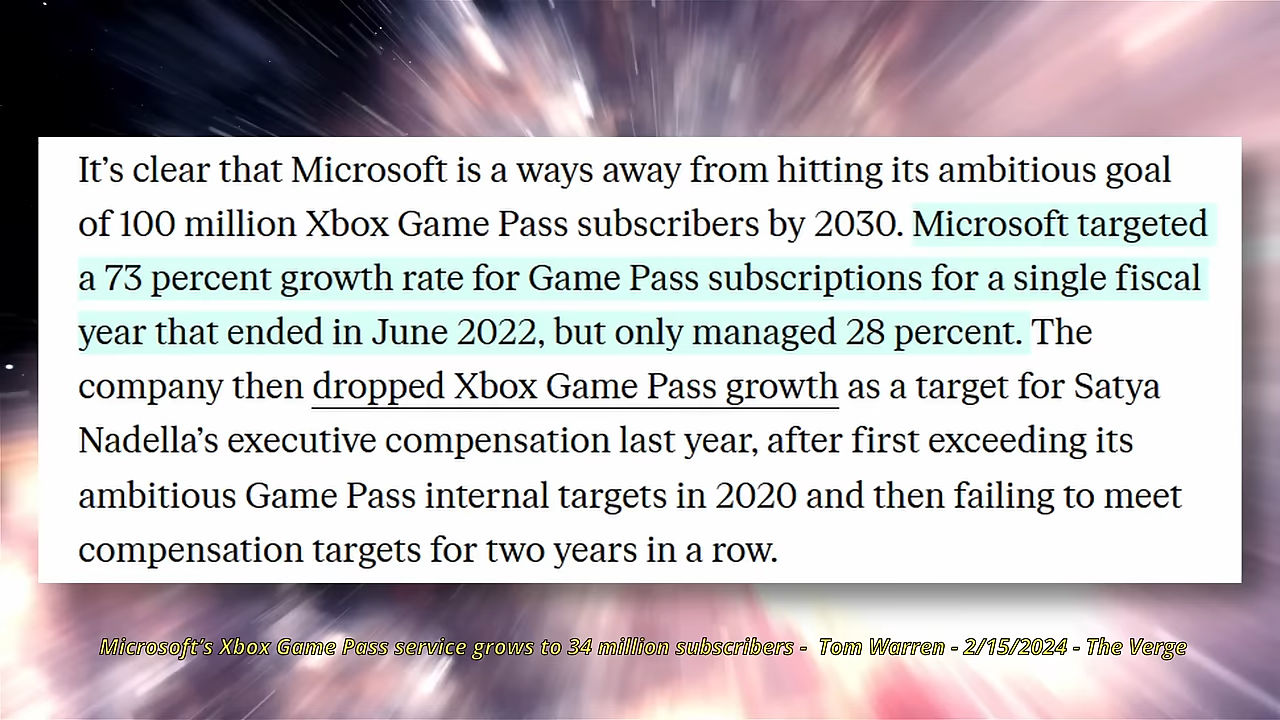 It’s clear that Microsoft is a ways away from hitting its ambitious goal
of 100 million Xbox Game Pass subscribers by 2030. Microsoft targeted
a 73 percent growth rate for Game Pass subscriptions for a single fiscal
year that ended in June 2022, but only managed 28 percent. The
company then dropped Xbox Game Pass growth as a target for Satya
Nadella’s executive compensation last year, after first exceeding its
ambitious Game Pass internal targets in 2020 and then failing to meet
compensation targets for two years in a row.
Microsoft's Xbox Game Pass service grows to 34 million subscribers - Tom Warren - 2/15/2024 - The Verge